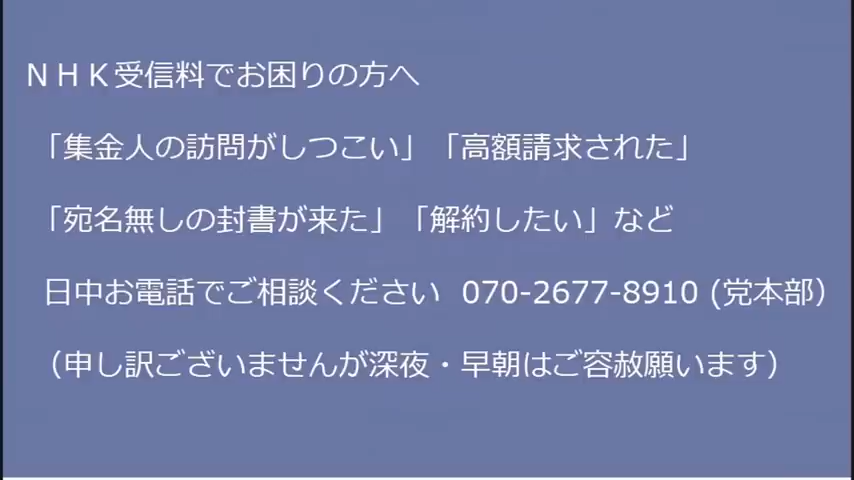 ＮＨＫ受信料でお困りの方へ
「集金人の訪問がしつこい」「高額請求された」
「宛名無しの封書が来た」「解約したい」など
日中お電話でご相談ください 070-2677-8910 (党本部）
（申し訳ございませんが深夜・早朝はご容赦願います）